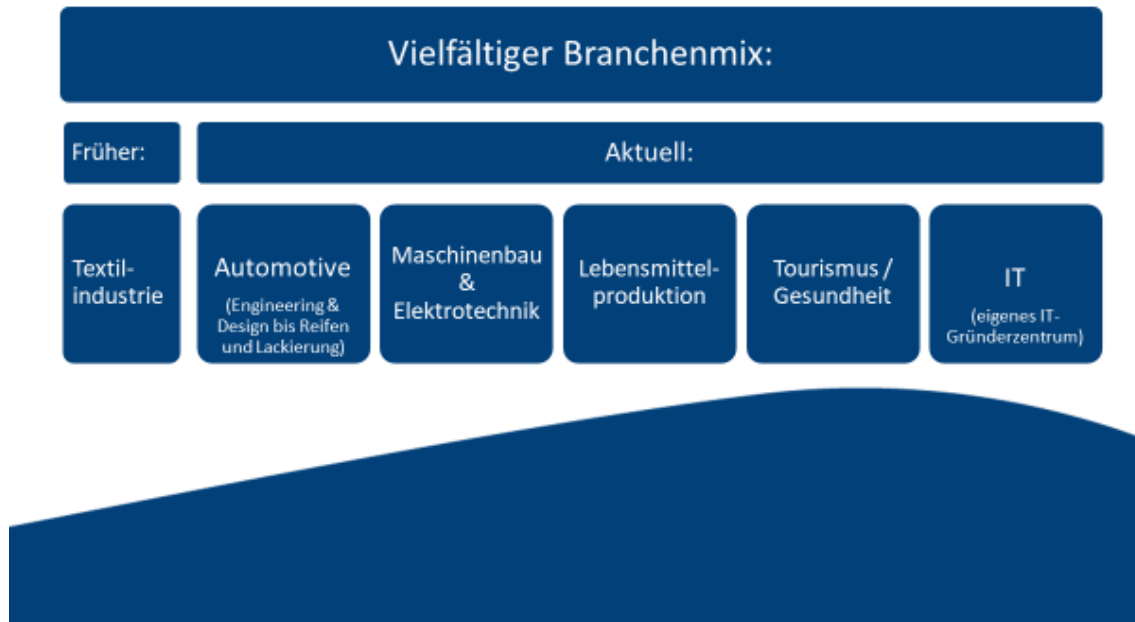 Vielfältiger Branchenmix:
Früher:
Aktuell:
Textil-
industrie
Automotive
(Engineering &
Design bis Reifen
und Lackierung)
Maschinenbau
&
Elektrotechnik
Lebensmittel-
produktion
Tourismus /
Gesundheit
IT
(eigenes IT-
Gründerzentrum)